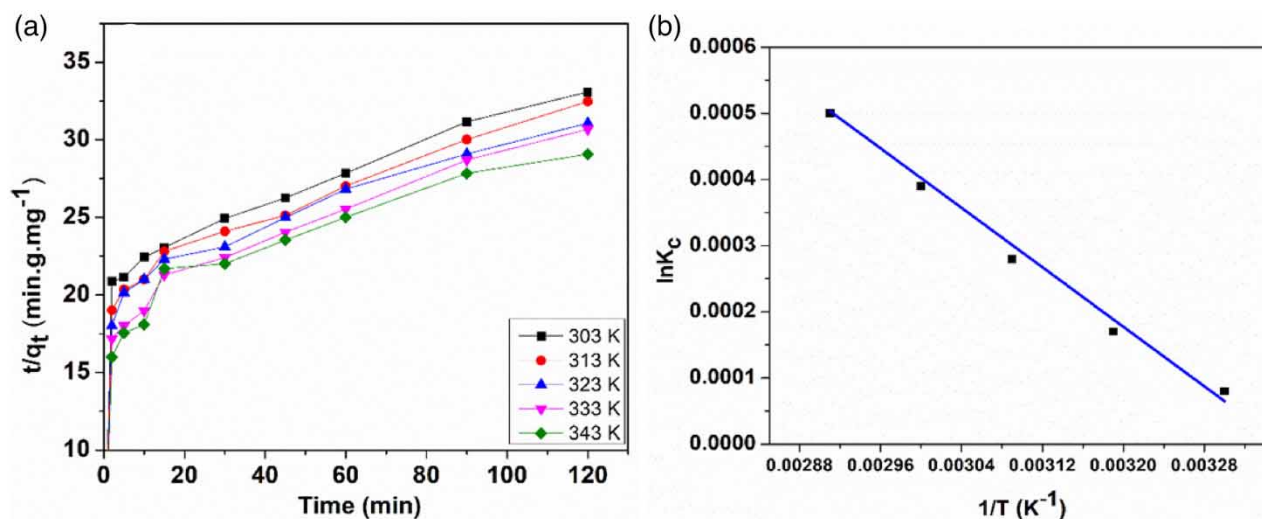 (a)
35
30
25
20
15
10
t/qt (min.g.mg-1)
0 20 40 60 80 100 120
Time (min)
303 K
313 K
323 K
333 K
343 K
(b)
0.0006
0.0005
0.0004
0.0003
0.0002
0.0001
0.0000
lnKc
0.00288 0.00296 0.00304 0.00312 0.00320 0.00328
1/T (K-1)